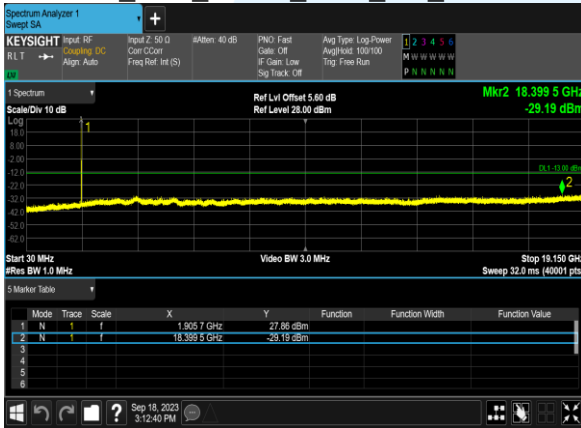 Spectrum Analyzer 1
Swept SA
KEYSIGHT
RLT
Input: RF
Coupling: DC
Align: Auto
Input Z: 50 Ω
Corr CCorr
Freq Ref: Int (S)
#Atten: 40 dB
PNO: Fast
Gate: Off
IF Gain: Low
Sig Track: Off
Avg Type: Log-Power
Avg|Hold: 100/100
Trig: Free Run
1 2 3 4 5 6
M W W W W W
P N N N N N
1 Spectrum
Scale/Div 10 dB
Ref Lvl Offset 5.60 dB
Ref Level 28.00 dBm
Mkr2 18.399 5 GHz
-29.19 dBm
Log
18.0
8.00
-2.00
-12.0
-22.0
-32.0
-42.0
-52.0
-62.0
1
DL1 -13.00 dBm
2
Start 30 MHz
#Res BW 1.0 MHz
Video BW 3.0 MHz
Stop 19.150 GHz
Sweep 32.0 ms (40001 pts)
5 Marker Table
Mode Trace Scale X Y Function Function Width Function Value
1 N 1 f 1.905 7 GHz 27.86 dBm
2 N 1 f 18.399 5 GHz -29.19 dBm
3
4
5
6
?
Sep 18, 2023
3:12:40 PM